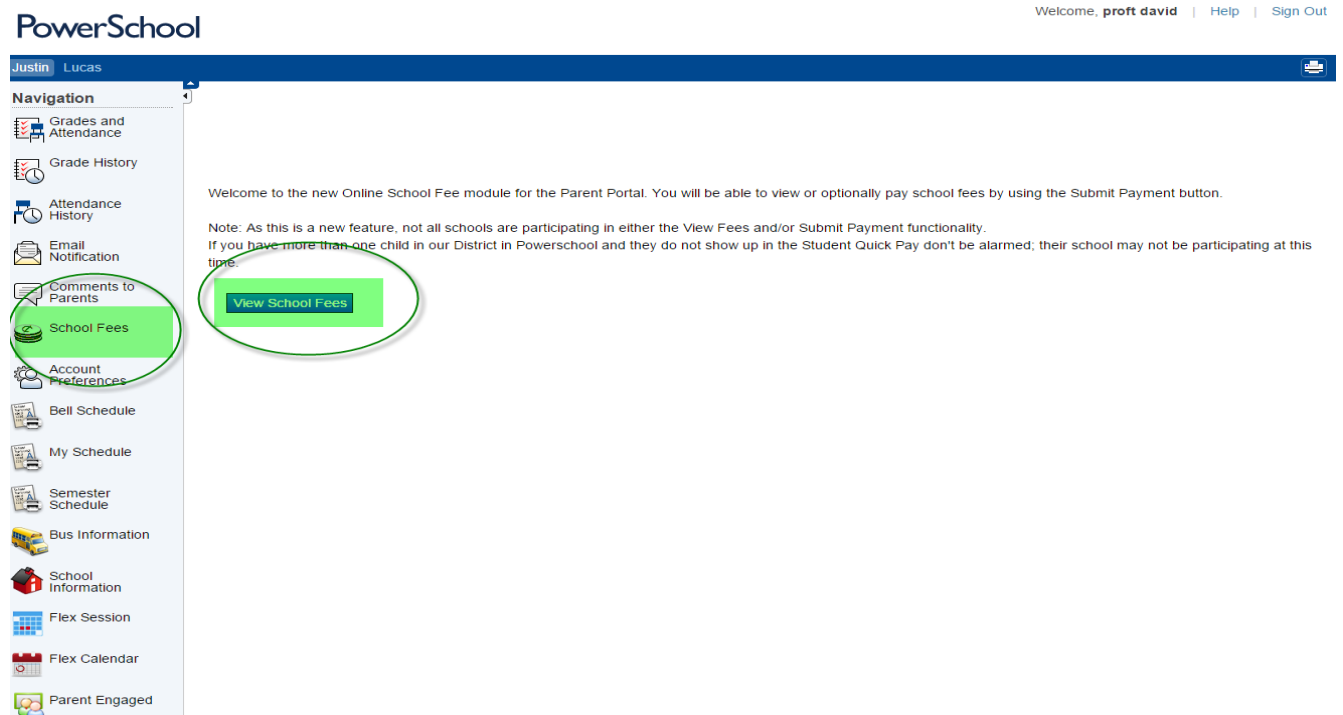 PowerSchool
Welcome, proft david | Help | Sign Out
Justin Lucas
Navigation
Grades and
Attendance
Grade History
Attendance
History
Email
Notification
Comments to
Parents
School Fees
Account
Preferences
Bell Schedule
My Schedule
Semester
Schedule
Bus Information
School
Information
Flex Session
Flex Calendar
Parent Engaged
Welcome to the new Online School Fee module for the Parent Portal. You will be able to view or optionally pay school fees by using the Submit Payment button.
Note: As this is a new feature, not all schools are participating in either the View Fees and/or Submit Payment functionality.
If you have more than one child in our District in Powerschool and they do not show up in the Student Quick Pay don't be alarmed; their school may not be participating at this
time.
View School Fees